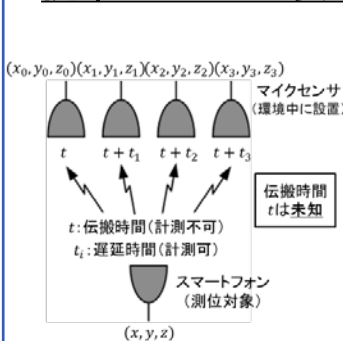 (x₀, y₀, z₀)(x₁, y₁, z₁)(x₂, y₂, z₂)(x₃, y₃, z₃)
マイクセンサ
(環境中に設置)
t t + t₁ t + t₂ t + t₃
伝搬時間
tは未知
t:伝搬時間(計測不可)
tᵢ:遅延時間(計測可)
スマートフォン
(測位対象)
(x, y, z)